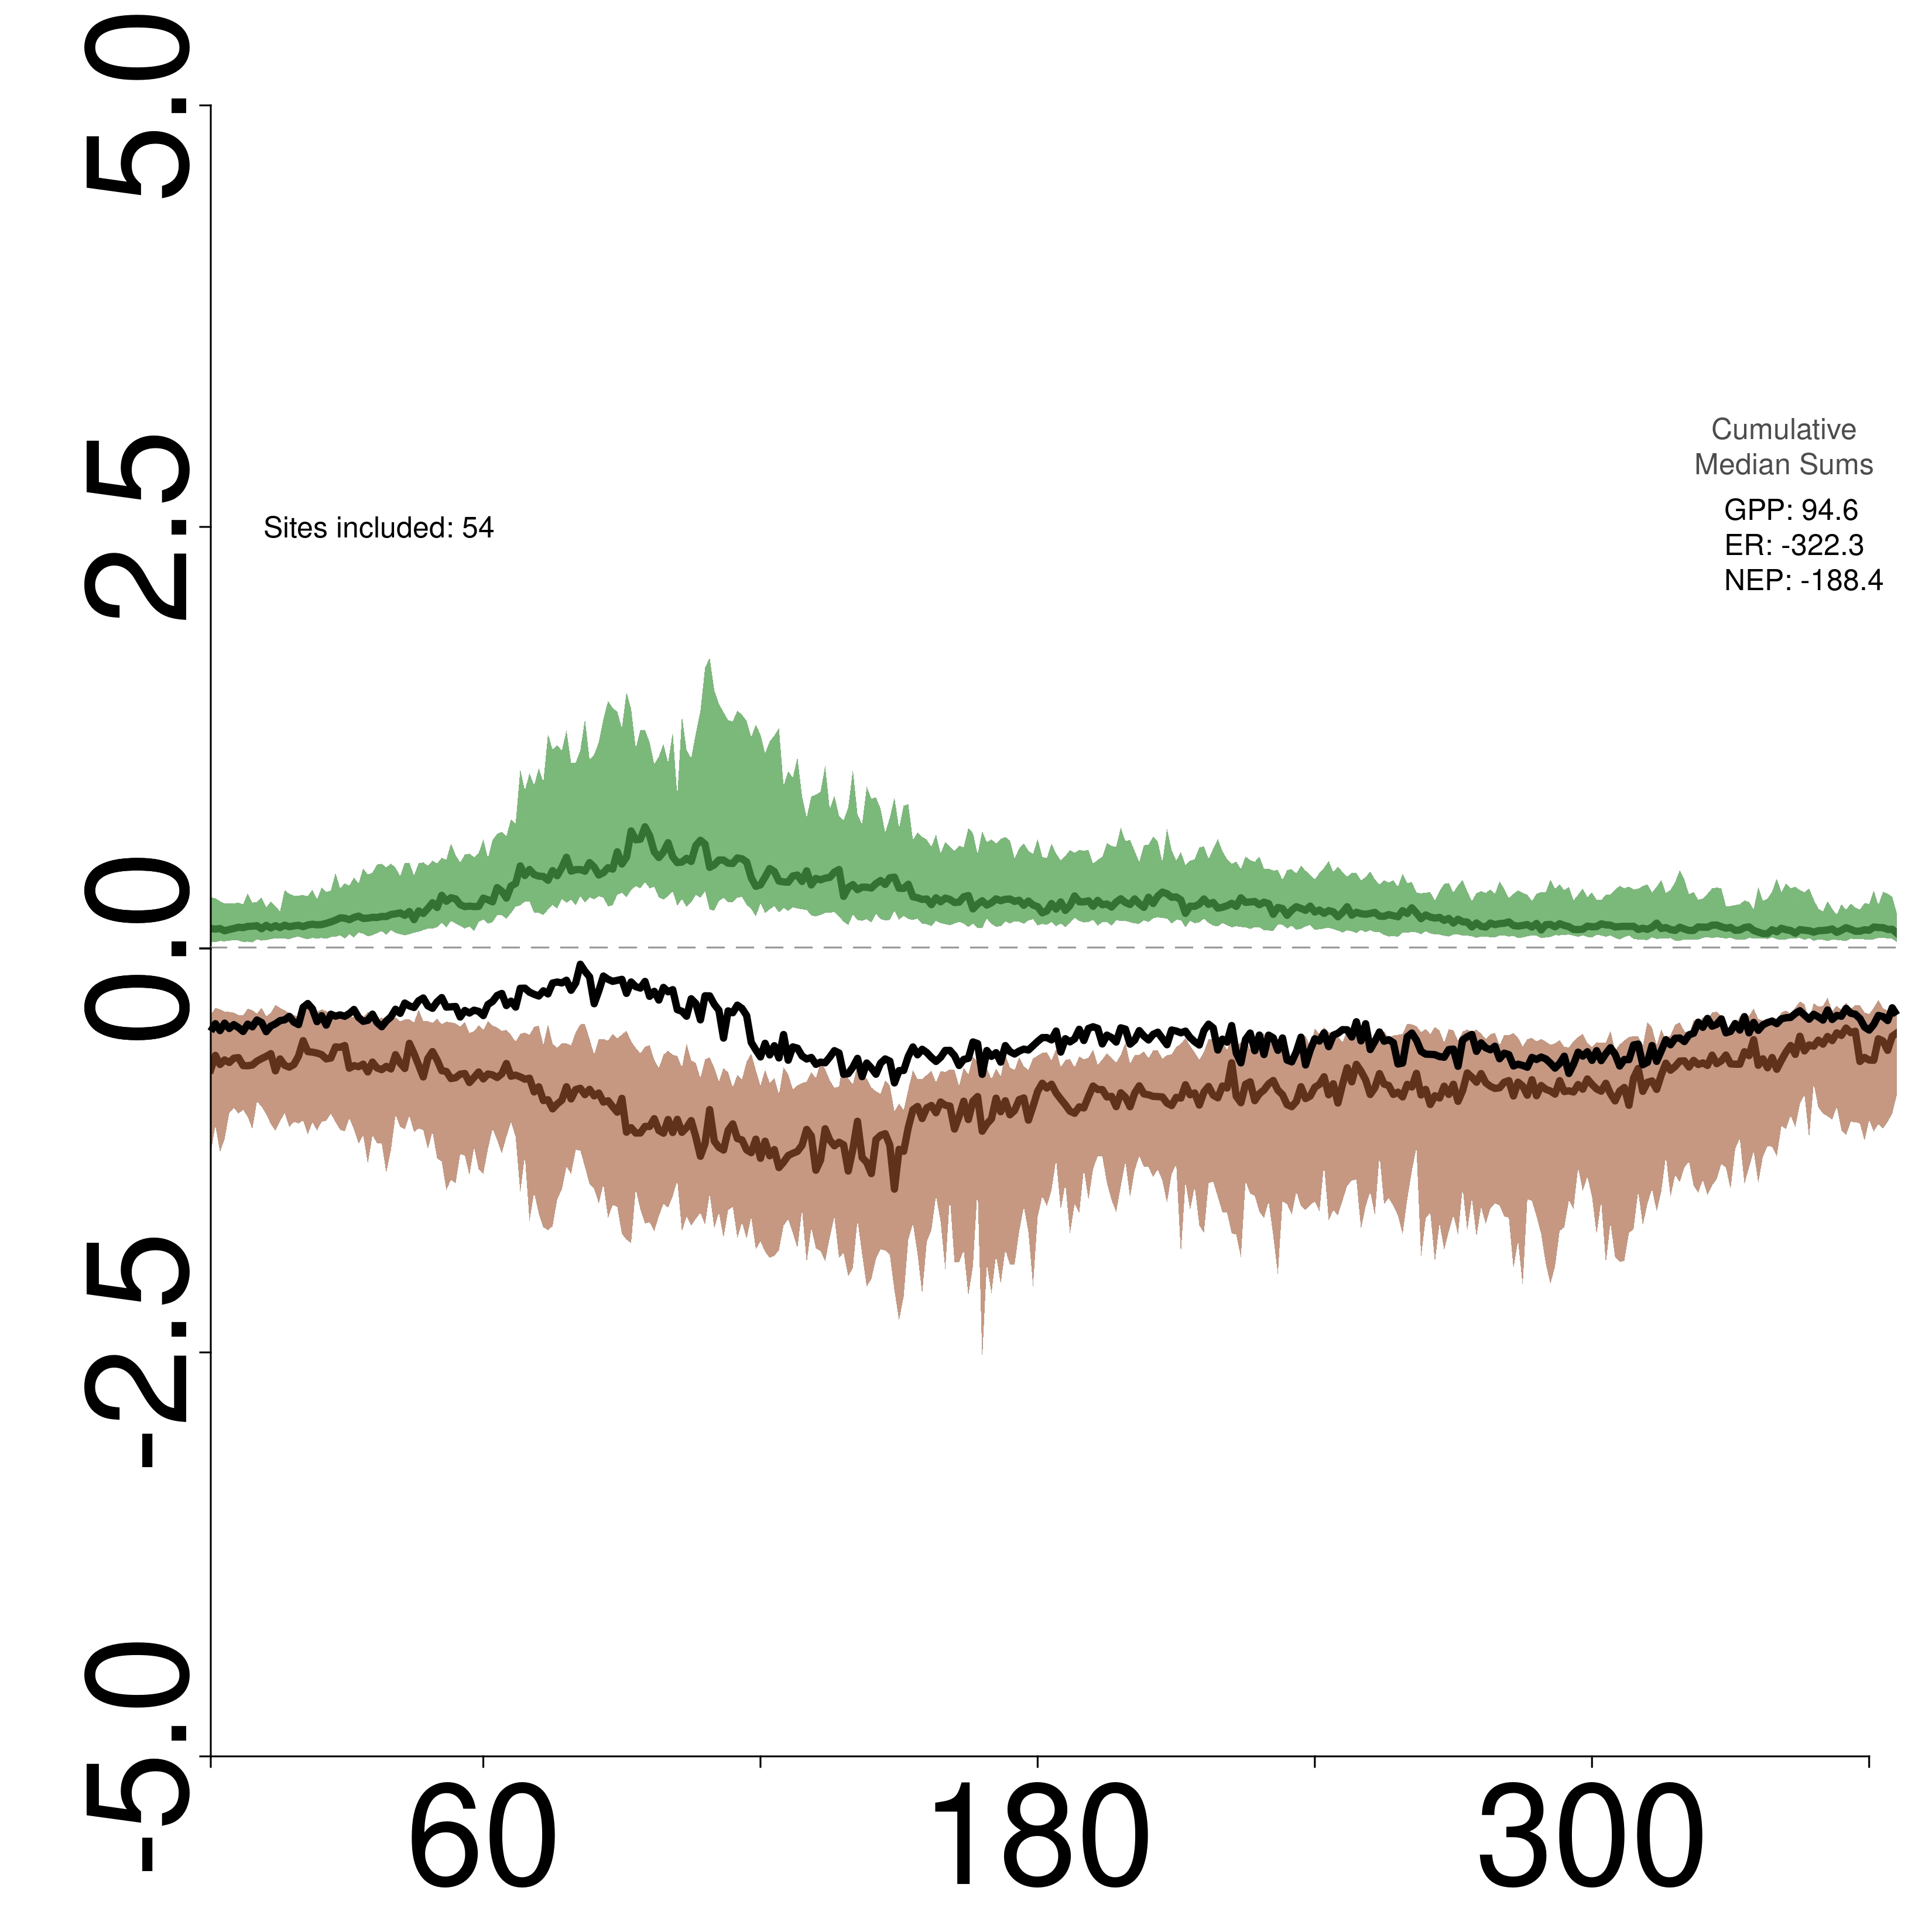 5.0
2.5
0.0
-2.5
-5.0
Sites included: 54
Cumulative
Median Sums
GPP: 94.6
ER: -322.3
NEP: -188.4
60 180 300